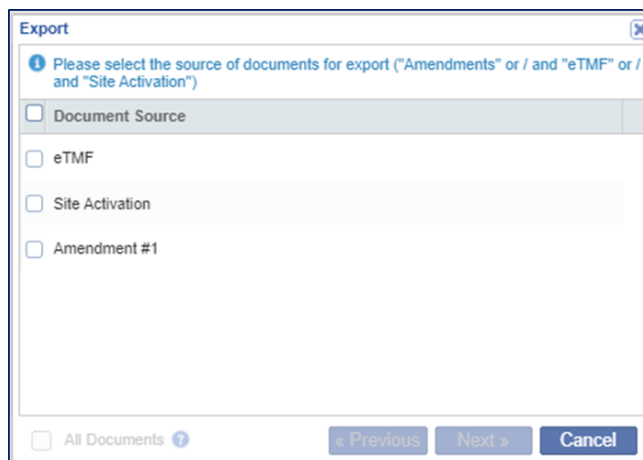 Export
Please select the source of documents for export ("Amendments" or / and "eTMF" or /
and "Site Activation")
Document Source
eTMF
Site Activation
Amendment #1
All Documents ?
« Previous Next » Cancel